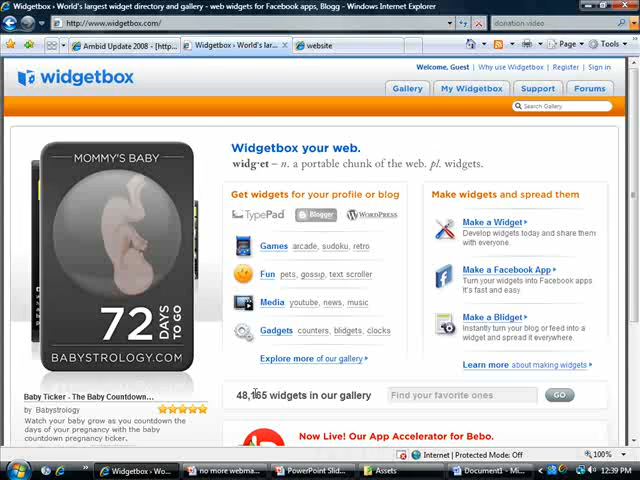 Widgetbox › World's largest widget directory and gallery - web widgets for Facebook apps, Blogg - Windows Internet Explorer
http://www.widgetbox.com/
donation video
Ambid Update 2008 - [http...
Widgetbox › World's lar...
website
Page
Tools
widgetbox
Welcome, Guest | Why use Widgetbox | Register | Sign in
Gallery
My Widgetbox
Support
Forums
Search Gallery
MOMMY'S BABY
72 DAYS TO GO
BABYSTROLOGY.COM
Baby Ticker - The Baby Countdown...
by Babystrology
Watch your baby grow as you countdown
the days of your pregnancy with the
baby countdown pregnancy ticker.
Widgetbox your web.
widg·et – n. a portable chunk of the web. pl. widgets.
Get widgets for your profile or blog
TypePad
Blogger
WORDPRESS
Games arcade, sudoku, retro
Fun pets, gossip, text scroller
Media youtube, news, music
Gadgets counters, blidgets, clocks
Explore more of our gallery
Make widgets and spread them
Make a Widget
Develop widgets today and share them
with everyone.
Make a Facebook App
Turn your widgets into Facebook apps
It's fast and easy
Make a Blidget
Instantly turn your blog or feed into a
widget and spread it everywhere.
Learn more about making widgets
48,165 widgets in our gallery
Find your favorite ones
GO
Now Live! Our App Accelerator for Bebo.
Internet | Protected Mode: Off
100%
Widgetbox › Wo...
no more webma...
PowerPoint Slid...
Assets
Document1 - Mi...
12:39 PM